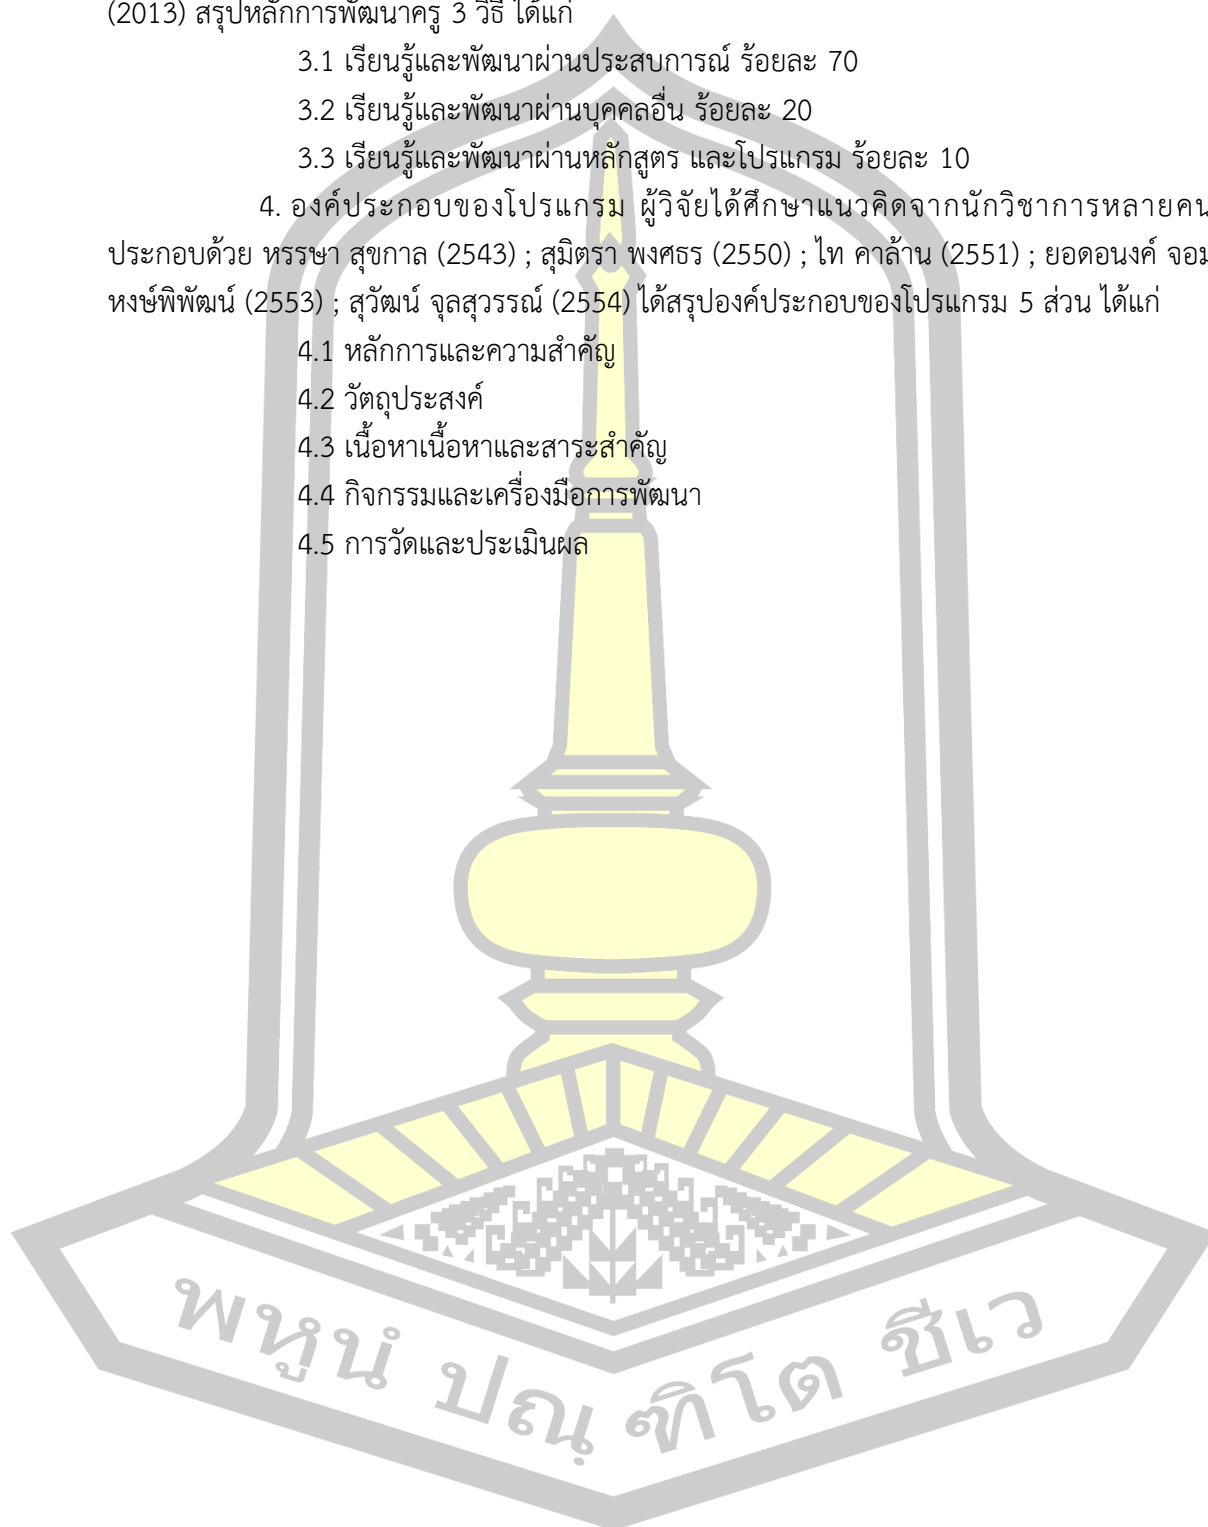 (2013) สรุปหลักการพัฒนาครู 3 วิธี ได้แก่
3.1 เรียนรู้และพัฒนาผ่านประสบการณ์ ร้อยละ 70
3.2 เรียนรู้และพัฒนาผ่านบุคคลอื่น ร้อยละ 20
3.3 เรียนรู้และพัฒนาผ่านหลักสูตร และโปรแกรม ร้อยละ 10
4. องค์ประกอบของโปรแกรม ผู้วิจัยได้ศึกษาแนวคิดจากนักวิชาการหลายคน
ประกอบด้วย หรรษา สุขกาล (2543) ; สุมิตรา พงศธร (2550) ; ไท คาล้าน (2551) ; ยอดอนงค์ จอม
หงษ์พิพัฒน์ (2553) ; สุวัฒน์ จุลสุวรรณ์ (2554) ได้สรุปองค์ประกอบของโปรแกรม 5 ส่วน ได้แก่
4.1 หลักการและความสำคัญ
4.2 วัตถุประสงค์
4.3 เนื้อหาเนื้อหาและสาระสำคัญ
4.4 กิจกรรมและเครื่องมือการพัฒนา
4.5 การวัดและประเมินผล
พหูนํ ปณฺฑิโต ชีเว